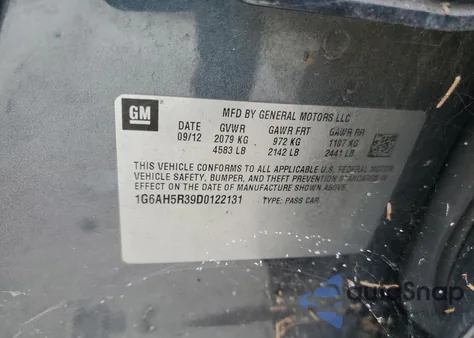 GM
MFD BY GENERAL MOTORS LLC
DATE GVWR GAWR FRT GAWR RR
09/12 2079 KG 972 KG 1107 KG
4583 LB 2142 LB 2441 LB
THIS VEHICLE CONFORMS TO ALL APPLICABLE U.S. FEDERAL MOTOR
VEHICLE SAFETY, BUMPER, AND THEFT PREVENTION STANDARDS IN
EFFECT ON THE DATE OF MANUFACTURE SHOWN ABOVE.
1G6AH5R39D0122131 TYPE: PASS CAR
autoSnap